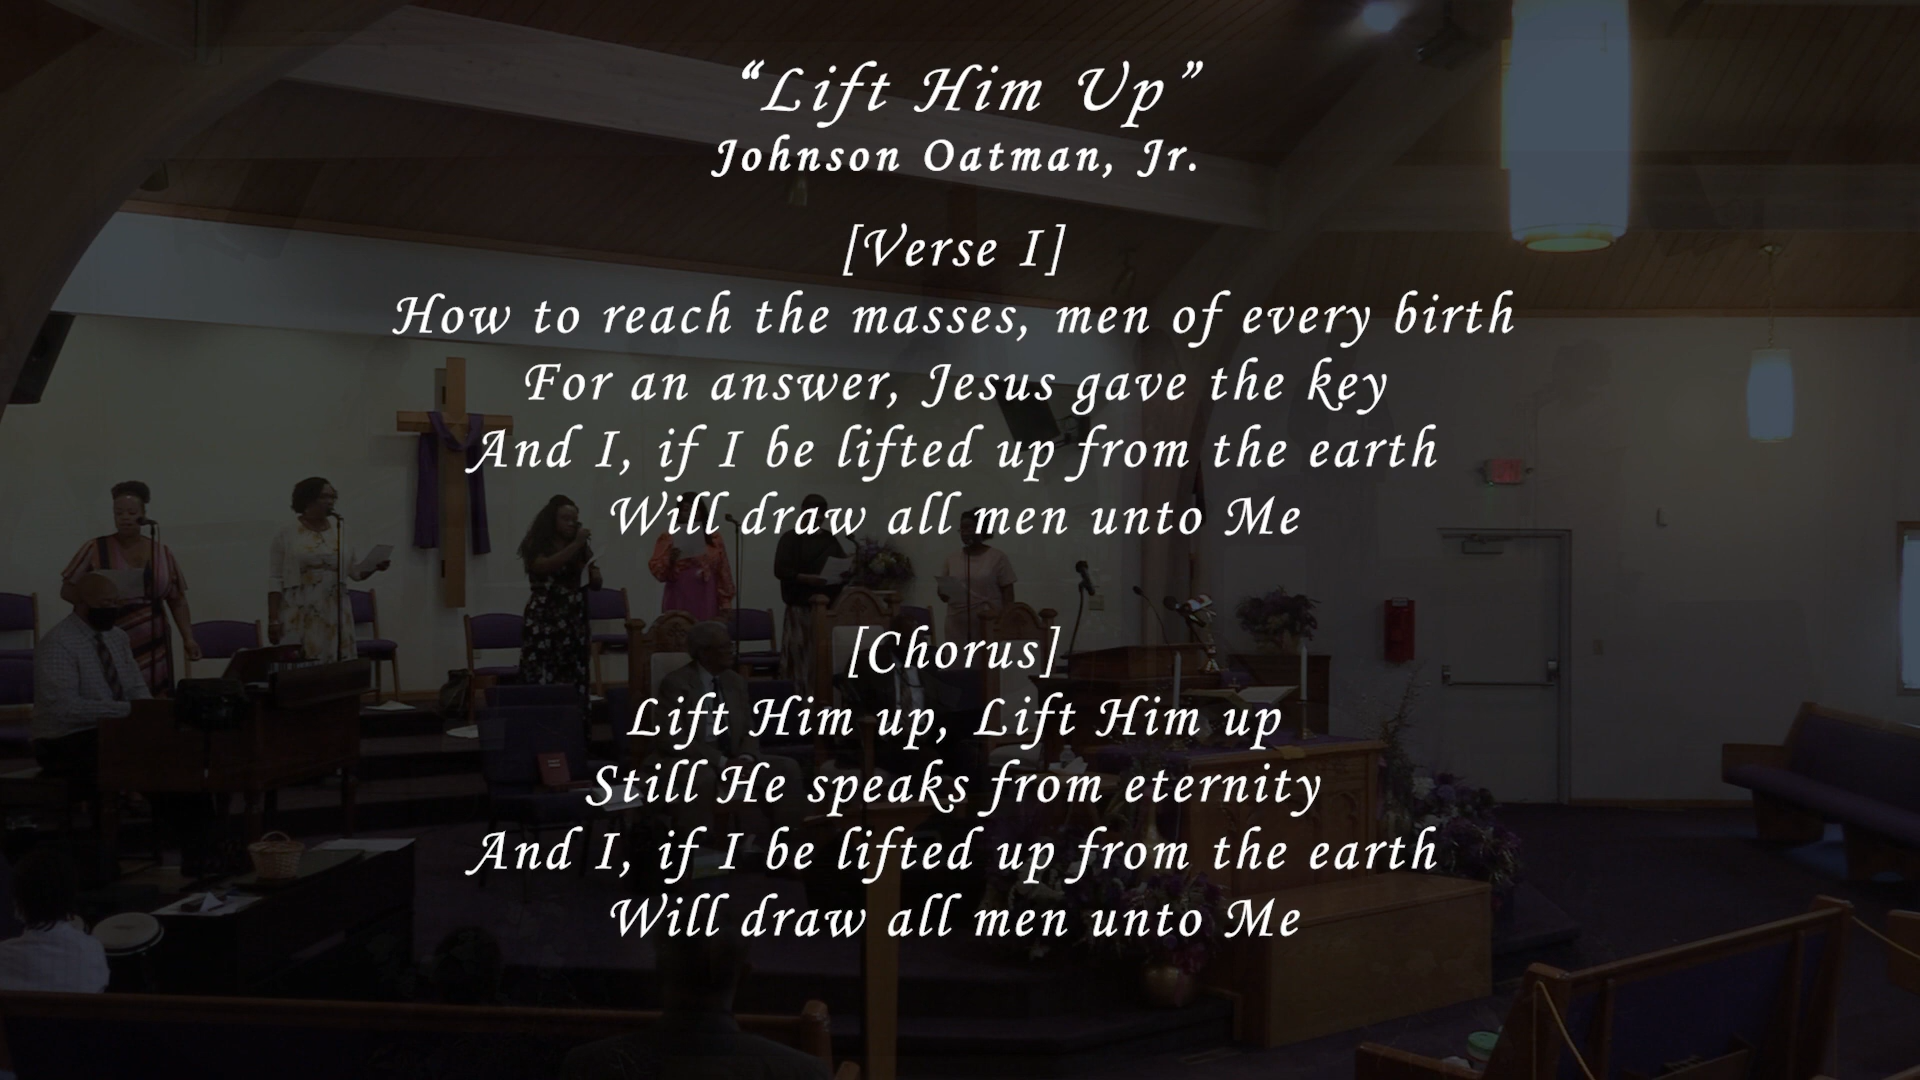 “Lift Him Up”
Johnson Oatman, Jr.
[Verse I]
How to reach the masses, men of every birth
For an answer, Jesus gave the key
And I, if I be lifted up from the earth
Will draw all men unto Me
[Chorus]
Lift Him up, Lift Him up
Still He speaks from eternity
And I, if I be lifted up from the earth
Will draw all men unto Me